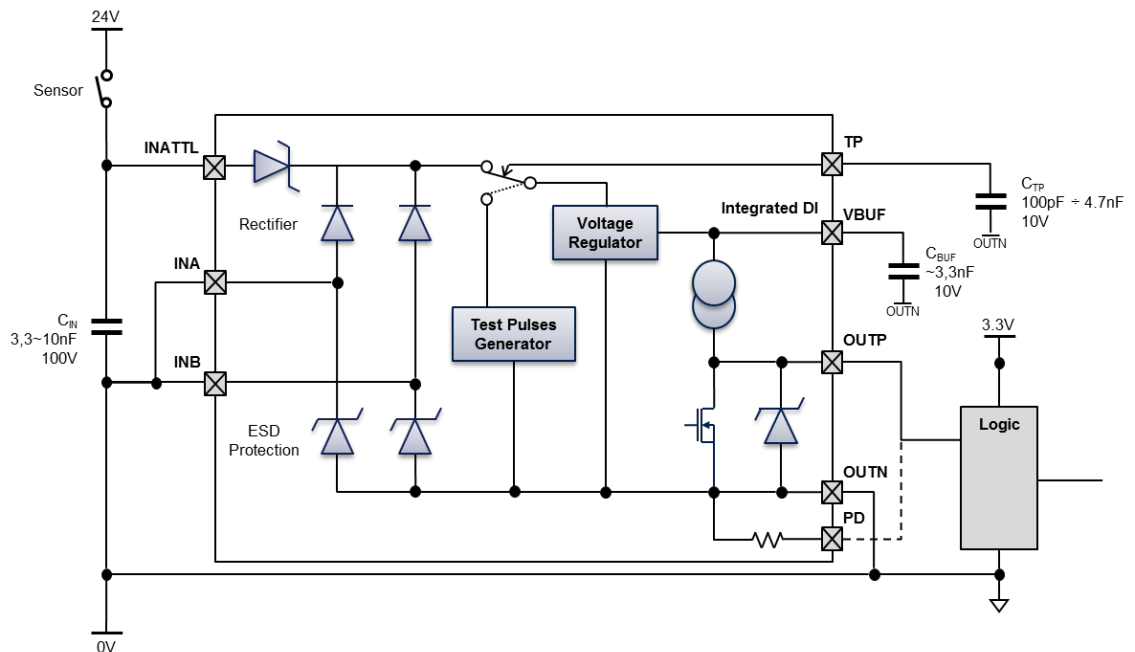 24V
Sensor
INATTL
TP
C_TP
100pF ÷ 4.7nF
10V
OUTN
Rectifier
Integrated DI
VBUF
Voltage
Regulator
C_BUF
~3,3nF
10V
OUTN
INA
C_IN
3,3~10nF
100V
Test Pulses
Generator
3.3V
OUTP
INB
ESD
Protection
Logic
OUTN
PD
0V